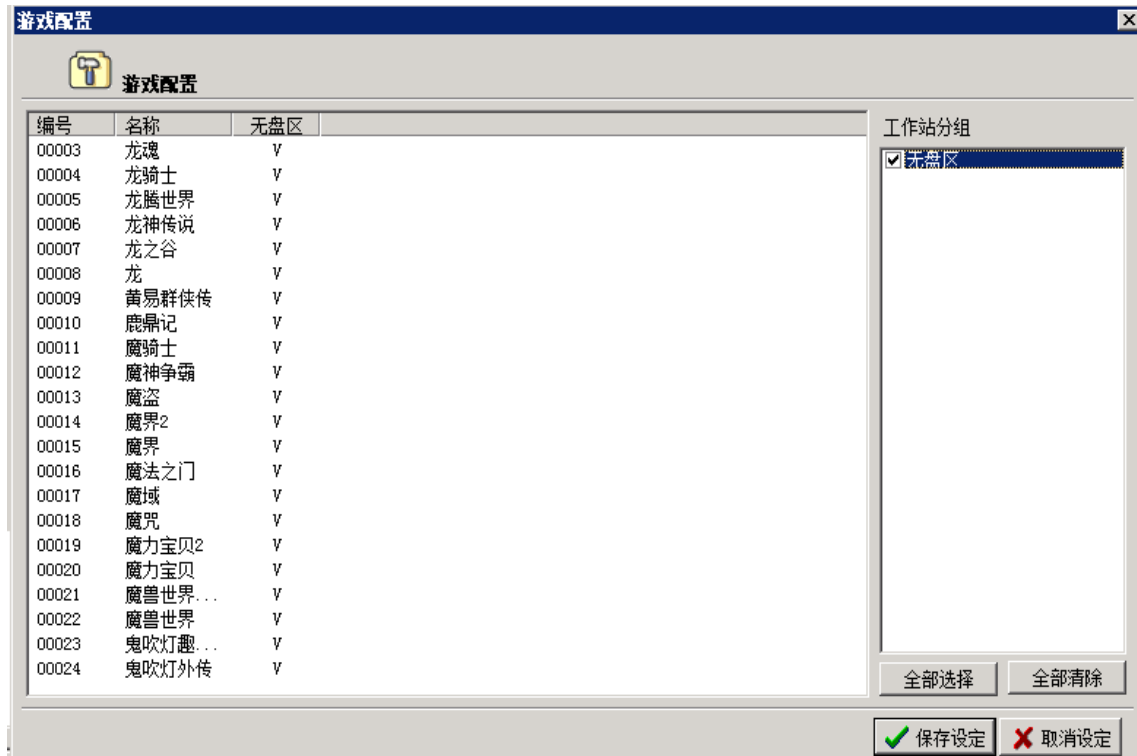 游戏配置
游戏配置
编号 名称 无盘区
00003 龙魂 V
00004 龙骑士 V
00005 龙腾世界 V
00006 龙神传说 V
00007 龙之谷 V
00008 龙 V
00009 黄易群侠传 V
00010 鹿鼎记 V
00011 魔骑士 V
00012 魔神争霸 V
00013 魔盗 V
00014 魔界2 V
00015 魔界 V
00016 魔法之门 V
00017 魔域 V
00018 魔咒 V
00019 魔力宝贝2 V
00020 魔力宝贝 V
00021 魔兽世界... V
00022 魔兽世界 V
00023 鬼吹灯趣... V
00024 鬼吹灯外传 V
工作站分组
无盘区
全部选择 全部清除
保存设定 取消设定